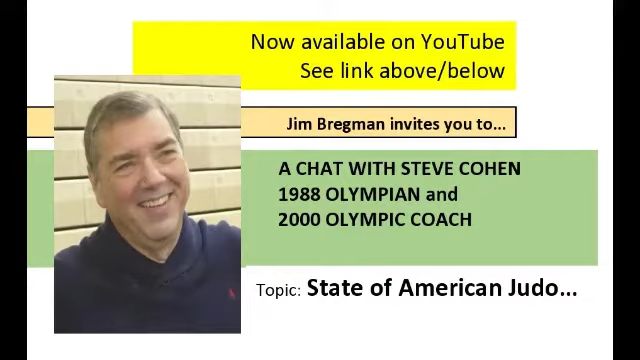 Now available on YouTube
See link above/below
Jim Bregman invites you to...
A CHAT WITH STEVE COHEN
1988 OLYMPIAN and
2000 OLYMPIC COACH
Topic: State of American Judo...